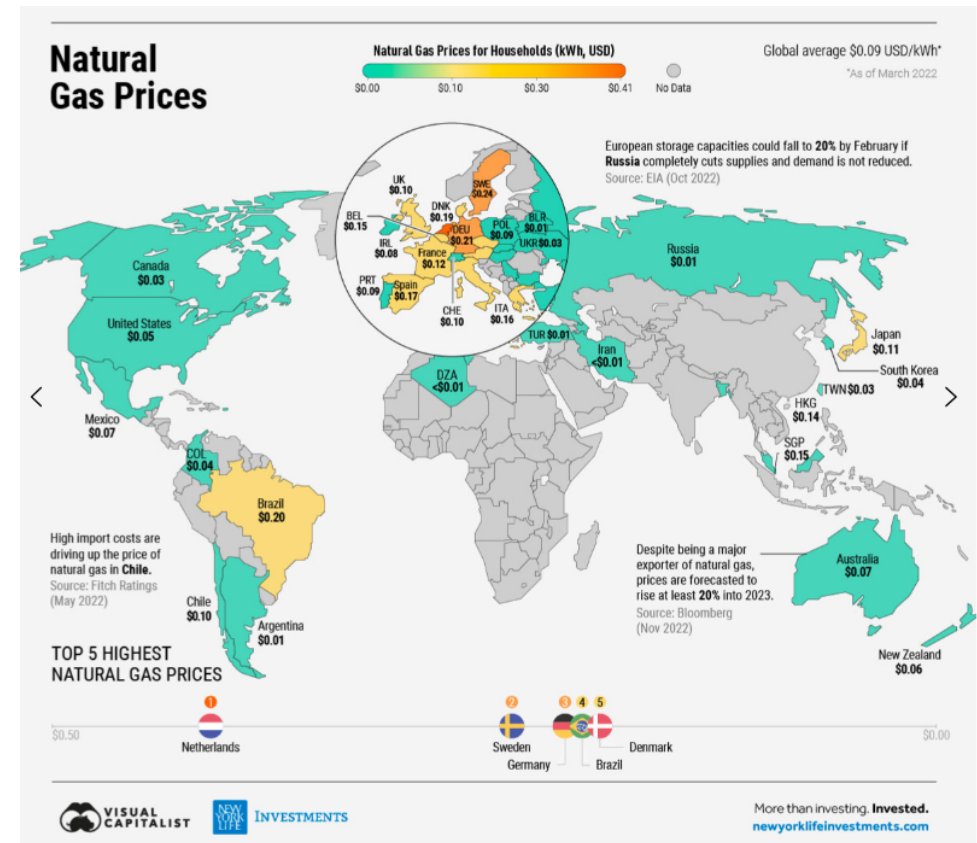 Natural
Gas Prices
Natural Gas Prices for Households (kWh, USD)
$0.00 $0.10 $0.30 $0.41 No Data
Global average $0.09 USD/kWh*
*As of March 2022
European storage capacities could fall to 20% by February if
Russia completely cuts supplies and demand is not reduced.
Source: EIA (Oct 2022)
UK
$0.10
SWE
$0.24
DNK
$0.19
BEL
$0.15
DEU
$0.21
POL
$0.09
BLR
$0.01
UKR $0.03
IRL
$0.08
France
$0.12
PRT
$0.09
Spain
$0.17
CHE
$0.10
ITA
$0.16
TUR $0.01
Canada
$0.03
United States
$0.05
Mexico
$0.07
Russia
$0.01
Iran
<$0.01
DZA
<$0.01
Japan
$0.11
South Korea
$0.04
TWN $0.03
HKG
$0.14
SGP
$0.15
COL
$0.04
Brazil
$0.20
High import costs are
driving up the price of
natural gas in Chile.
Source: Fitch Ratings
(May 2022)
Chile
$0.10
Argentina
$0.01
Despite being a major
exporter of natural gas,
prices are forecasted to
rise at least 20% into 2023.
Source: Bloomberg
(Nov 2022)
Australia
$0.07
New Zealand
$0.06
TOP 5 HIGHEST
NATURAL GAS PRICES
1 2 3 4 5
$0.50 $0.00
Netherlands Sweden Denmark
Germany Brazil
VISUAL
CAPITALIST
NEW
YORK
LIFE
INVESTMENTS
More than investing. Invested.
newyorklifeinvestments.com